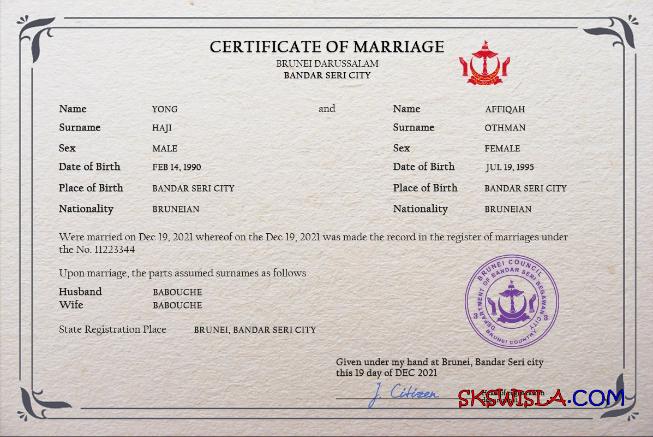 CERTIFICATE OF MARRIAGE
BRUNEI DARUSSALAM
BANDAR SERI CITY
Name YONG and Name AFFIQAH
Surname HAJI Surname OTHMAN
Sex MALE Sex FEMALE
Date of Birth FEB 14, 1990 Date of Birth JUL 19, 1995
Place of Birth BANDAR SERI CITY Place of Birth BANDAR SERI CITY
Nationality BRUNEIAN Nationality BRUNEIAN
Were married on Dec 19, 2021 whereof on the Dec 19, 2021 was made the record in the register of marriages under
the No. 11223344
Upon marriage, the parts assumed surnames as follows
Husband BABOUCHE
Wife BABOUCHE
State Registration Place BRUNEI, BANDAR SERI CITY
BRUNEI COUNCIL
DEPARTMENT OF BANDAR SERI BEGAWAN CITY
BRUNEI COUNTRY
Given under my hand at Brunei, Bandar Seri city
this 19 day of DEC 2021
J. Citizen
SKSWISLA.COM